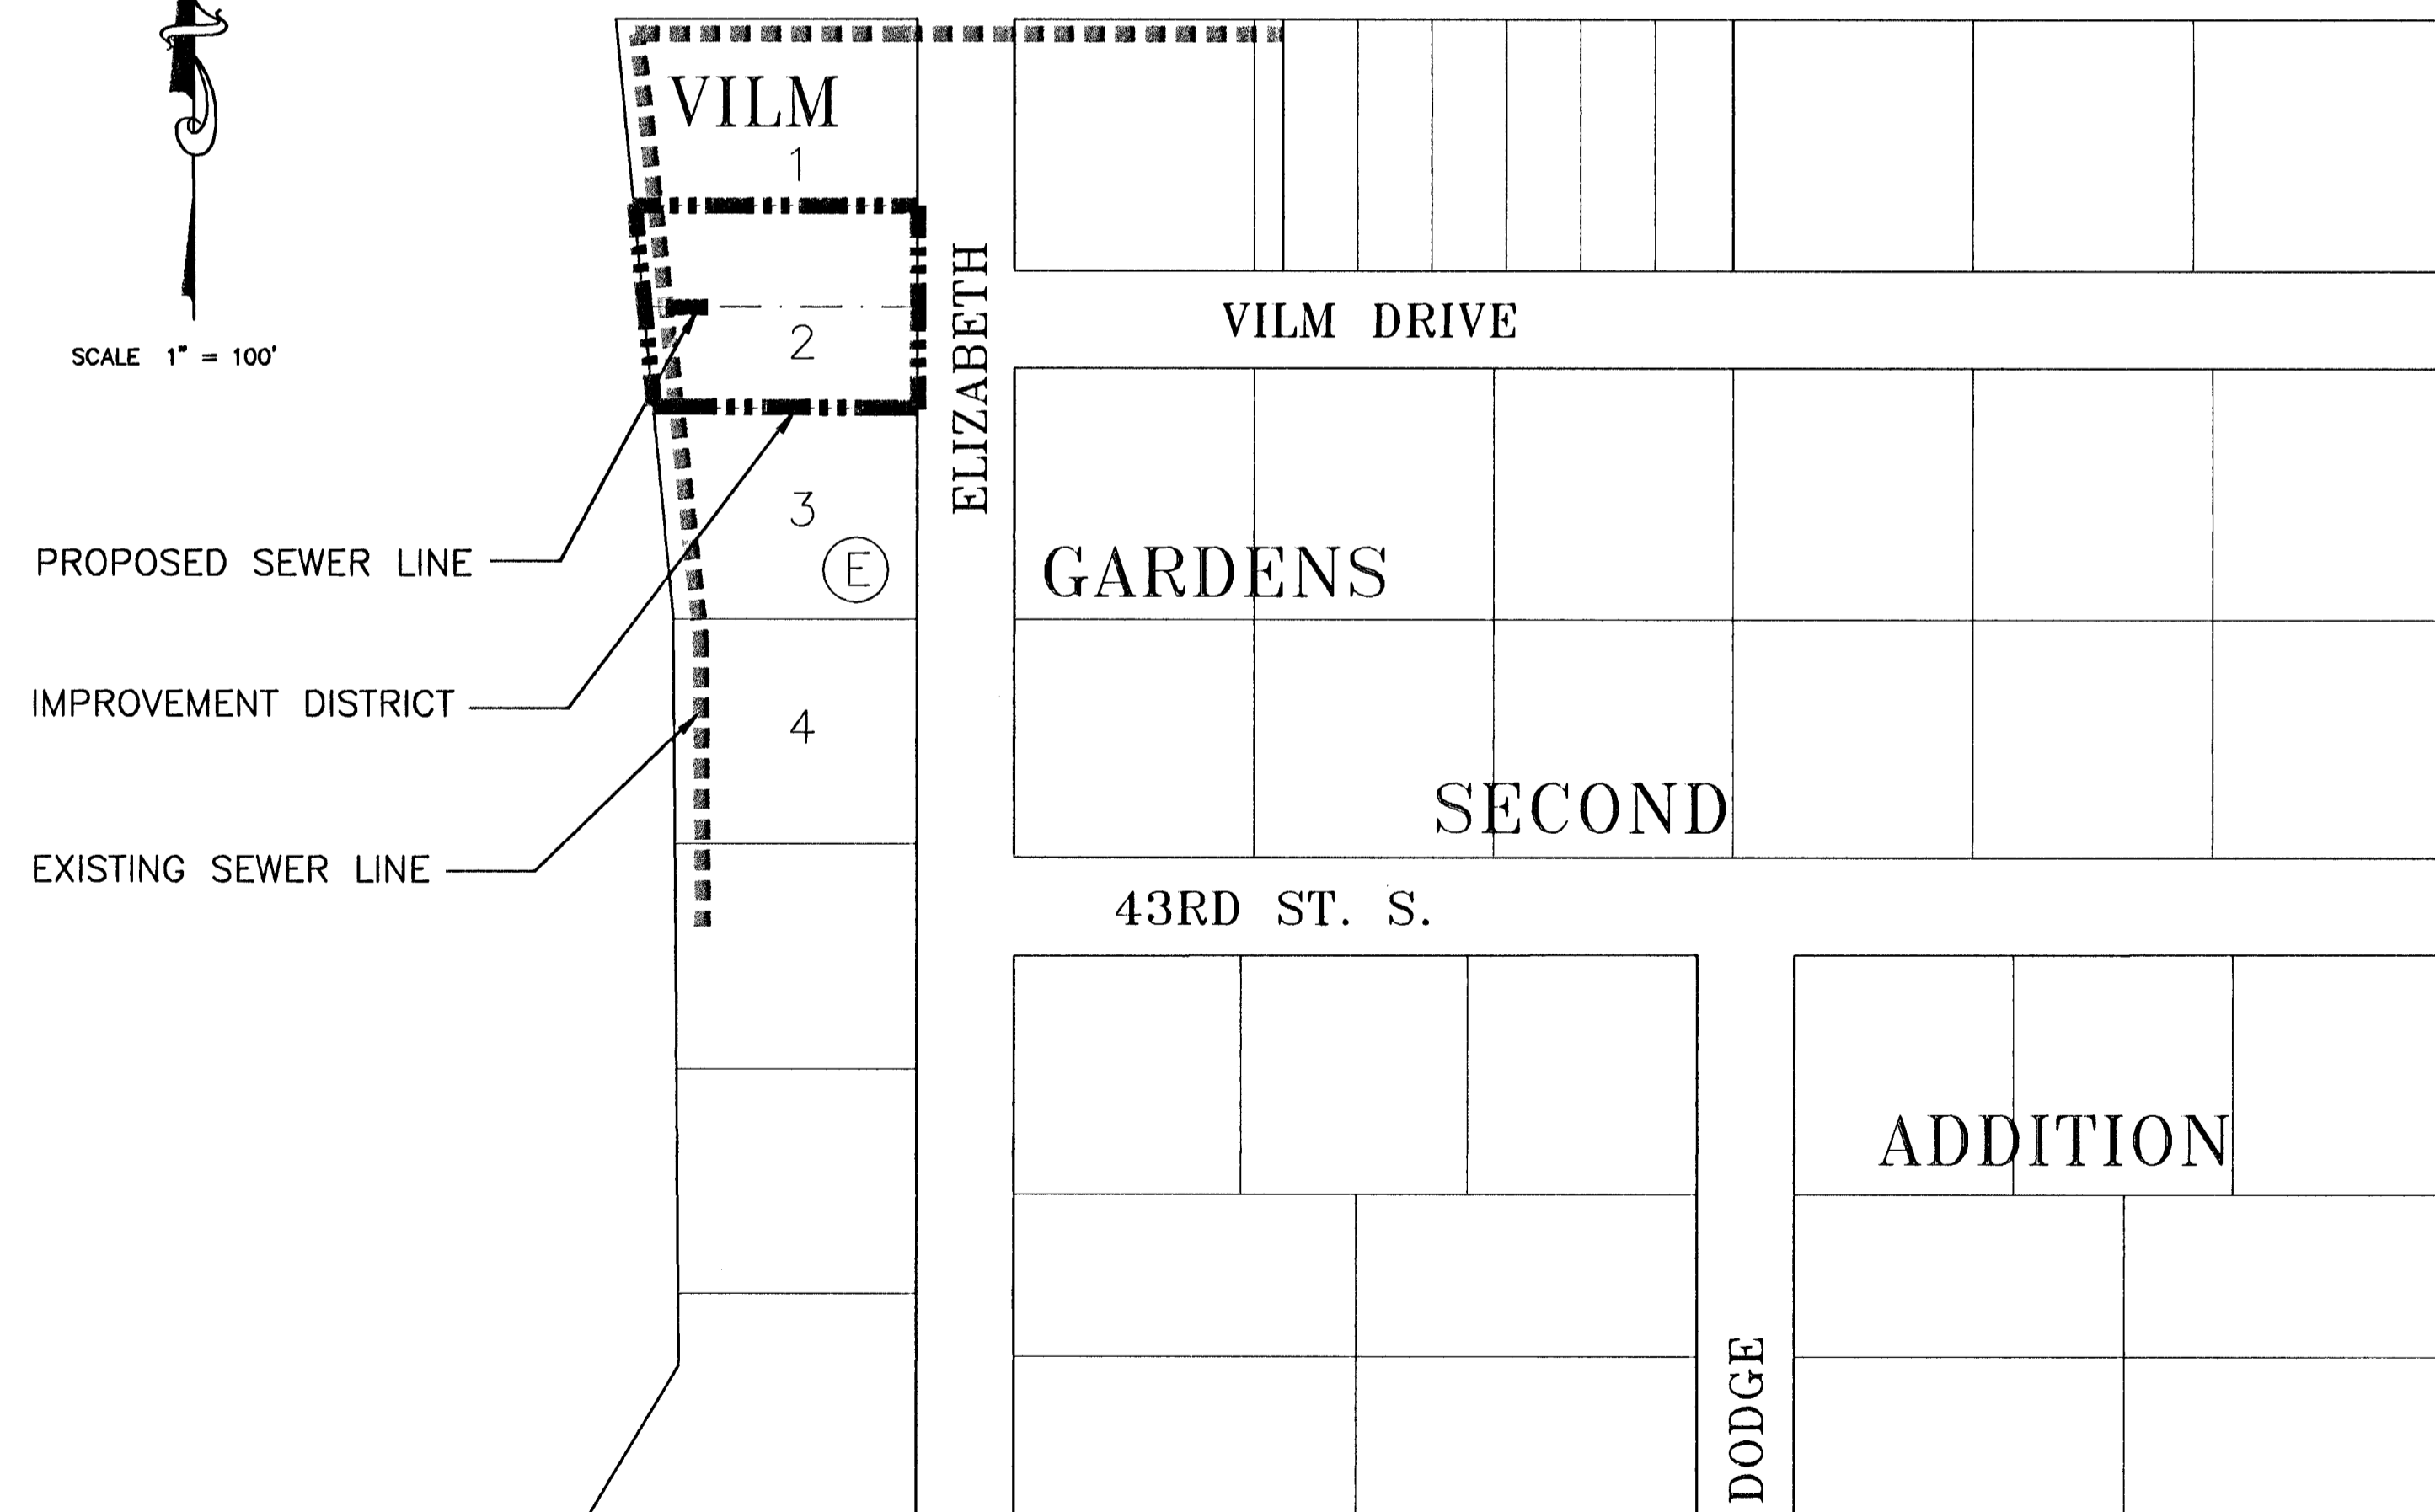 VILM
1
SCALE 1" = 100'
2
ELIZABETH
VILM DRIVE
3
E
PROPOSED SEWER LINE
GARDENS
IMPROVEMENT DISTRICT
4
SECOND
EXISTING SEWER LINE
43RD ST. S.
ADDITION
DODGE